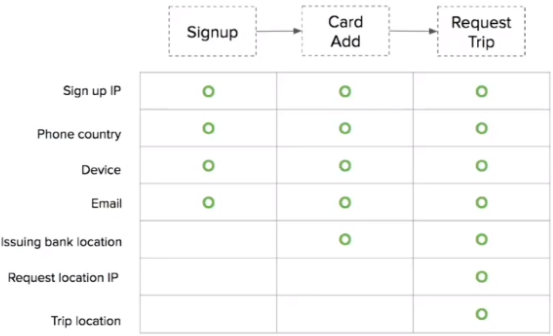 Signup
Card
Add
Request
Trip
Sign up IP
Phone country
Device
Email
Issuing bank location
Request location IP
Trip location